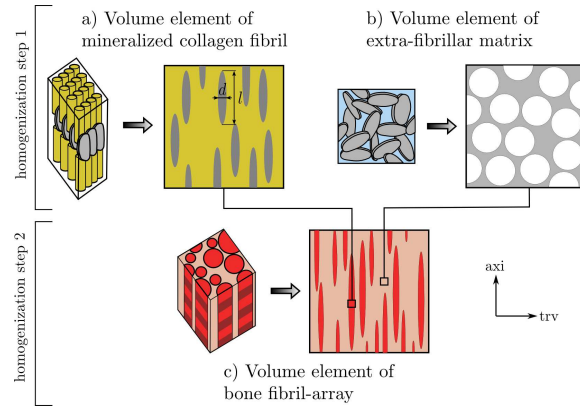 a) Volume element of
mineralized collagen fibril
b) Volume element of
extra-fibrillar matrix
homogenization step 1
d
l
homogenization step 2
axi
trv
c) Volume element of
bone fibril-array